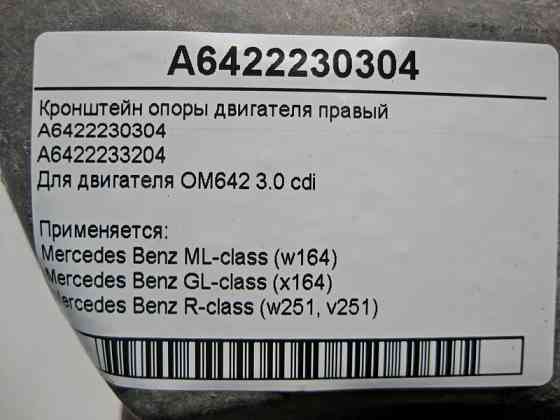 A6422230304
Кронштейн опоры двигателя правый
A6422230304
A6422233204
Для двигателя OM642 3.0 cdi
Применяется:
Mercedes Benz ML-class (w164)
Mercedes Benz GL-class (x164)
Mercedes Benz R-class (w251, v251)